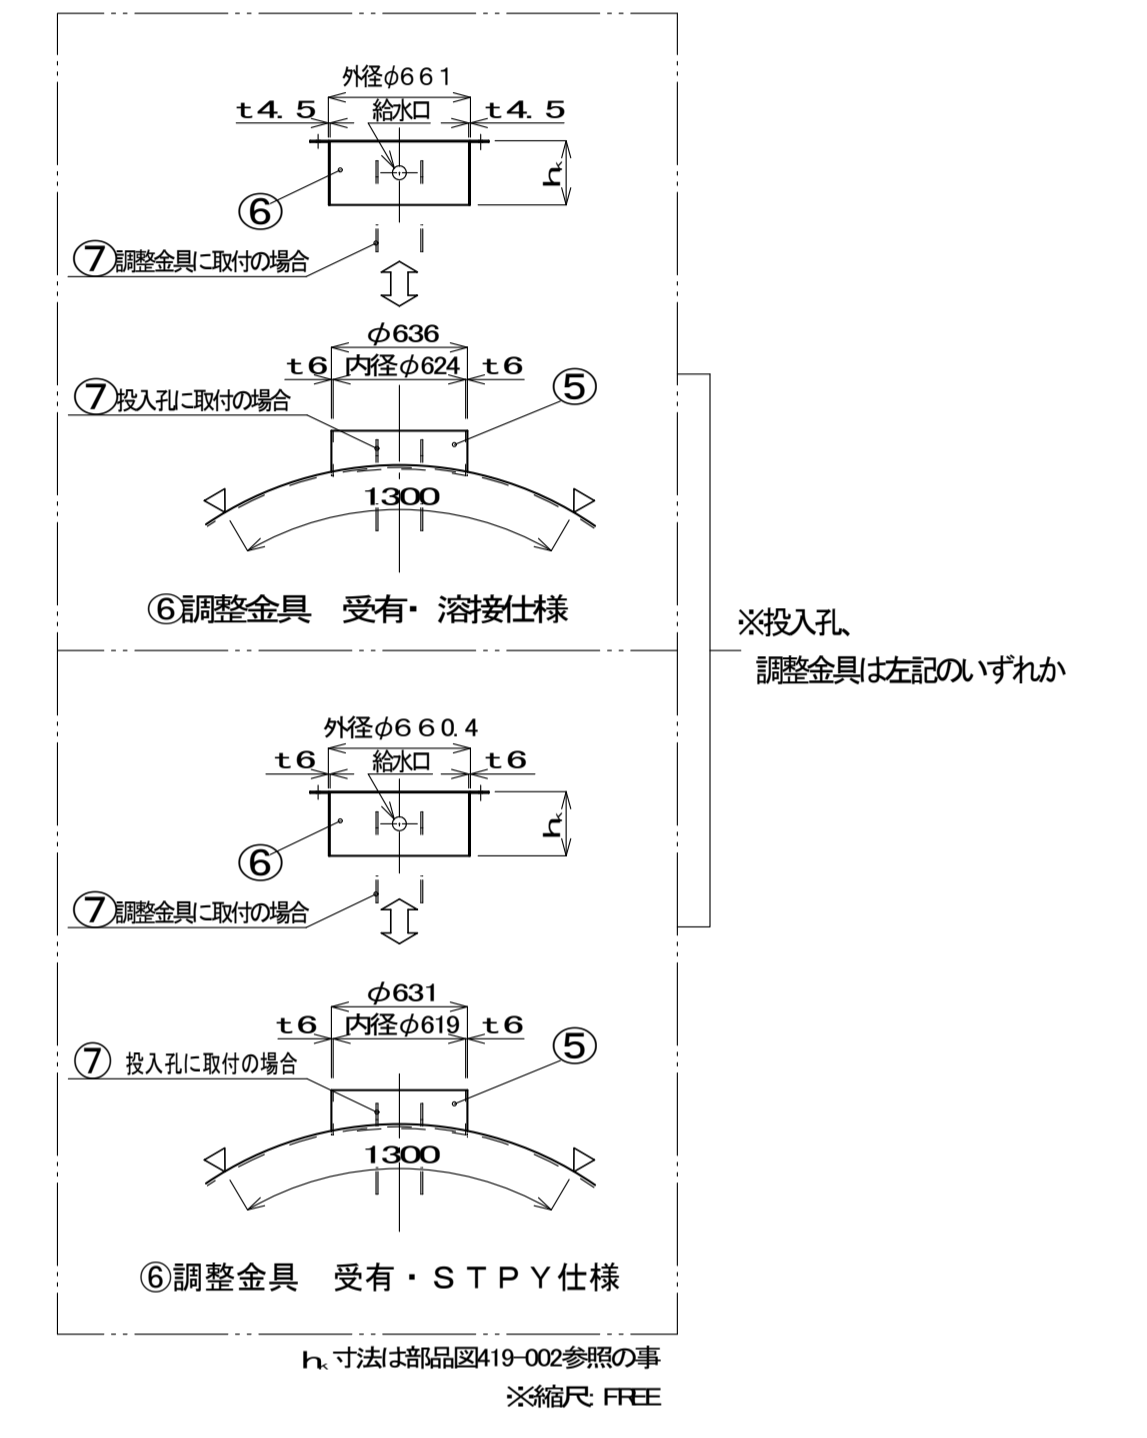 外径φ661
t4.5 給水口 t4.5
hk
⑥
⑦調整金具に取付の場合
φ636
t6 内径φ624 t6
⑦投入孔に取付の場合
⑤
1300
⑥調整金具 受有・溶接仕様
※投入孔、
調整金具は左記のいずれか
外径φ660.4
t6 給水口 t6
hk
⑥
⑦調整金具に取付の場合
φ631
t6 内径φ619 t6
⑦ 投入孔に取付の場合
⑤
1300
⑥調整金具 受有・STPY仕様
hk寸法は部品図419-002参照の事
※縮尺:FREE